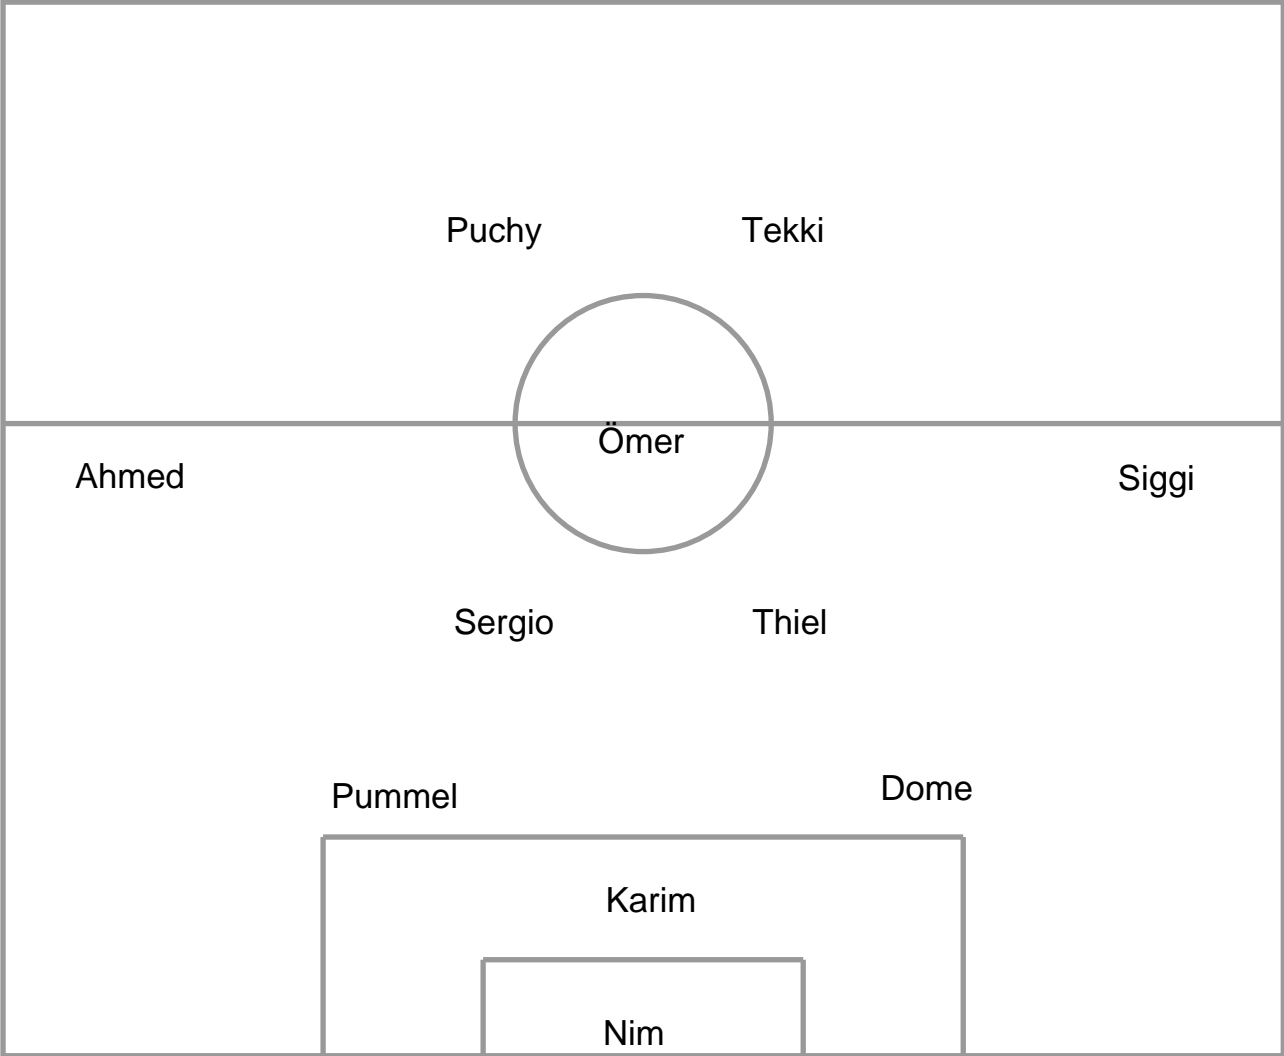 Puchy Tekki
Ömer
Ahmed Siggi
Sergio Thiel
Pummel Dome
Karim
Nim